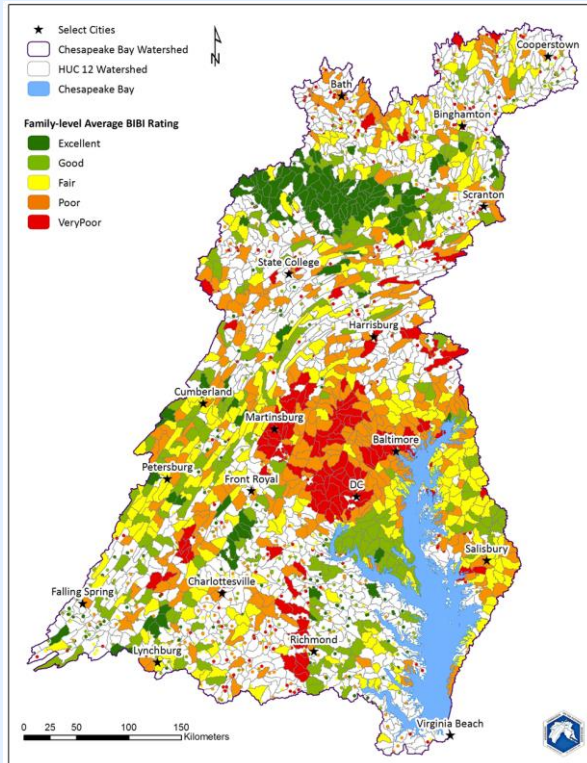 Select Cities
Chesapeake Bay Watershed
HUC 12 Watershed
Chesapeake Bay
Family-level Average BIBI Rating
Excellent
Good
Fair
Poor
VeryPoor
N
Cooperstown
Bath
Binghamton
Scranton
State College
Harrisburg
Cumberland
Martinsburg
Baltimore
Petersburg
Front Royal
DC
Salisbury
Falling Spring
Charlottesville
Lynchburg
Richmond
Virginia Beach
0 25 50 100 150
Kilometers